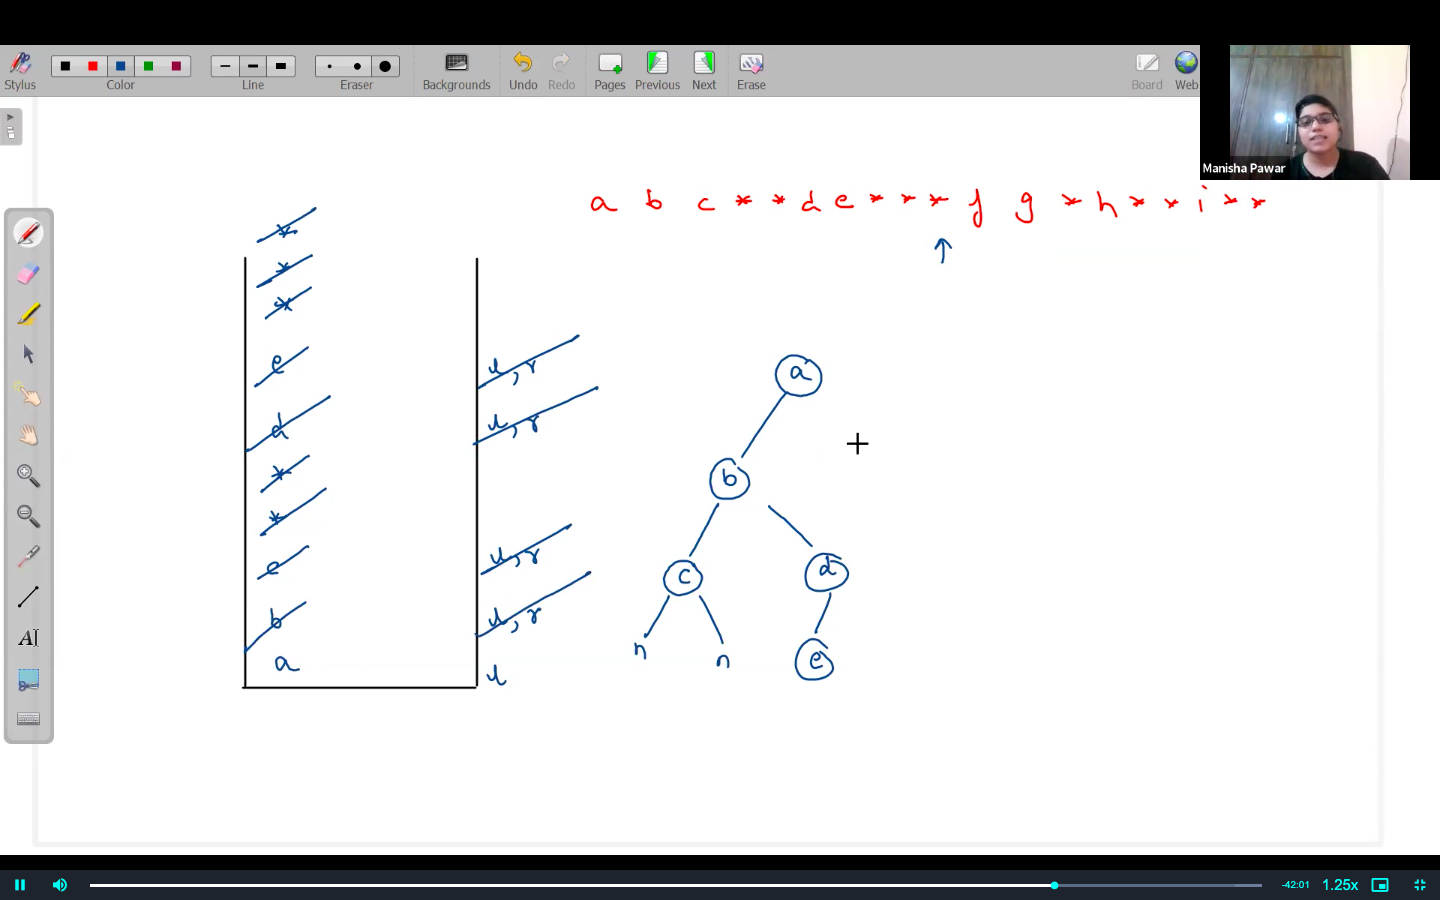 Stylus
Color
Line
Eraser
Backgrounds
Undo
Redo
Pages
Previous
Next
Erase
Board
Web
Manisha Pawar
a b c * * d e * * * f g * h * * i * *
*
*
*
e
l, r
d
l, r
*
*
c
l, r
b
l, r
a
l
a
b
c
d
n
n
e
AI
-42:01
1.25x